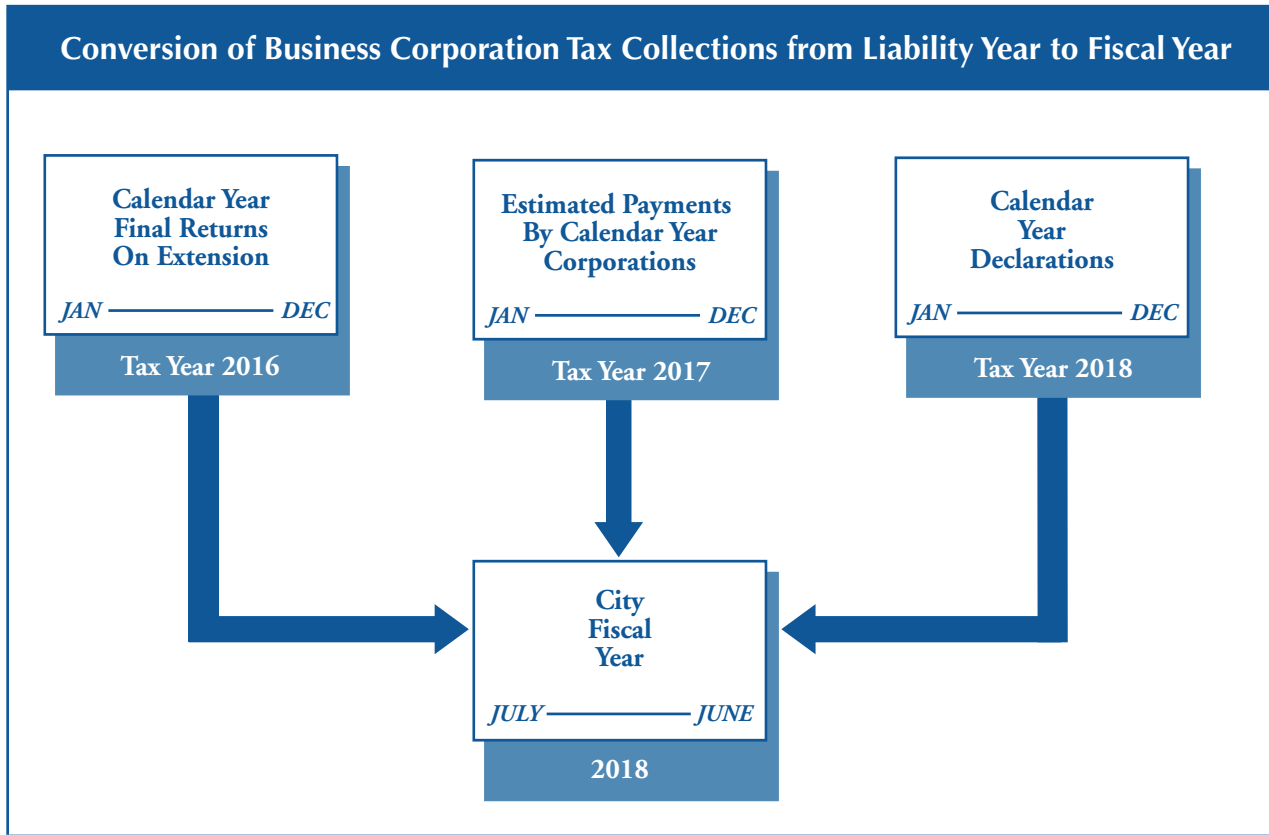 Conversion of Business Corporation Tax Collections from Liability Year to Fiscal Year
Calendar Year
Final Returns
On Extension
JAN DEC
Tax Year 2016
Estimated Payments
By Calendar Year
Corporations
JAN DEC
Tax Year 2017
Calendar
Year
Declarations
JAN DEC
Tax Year 2018
City
Fiscal
Year
JULY JUNE
2018